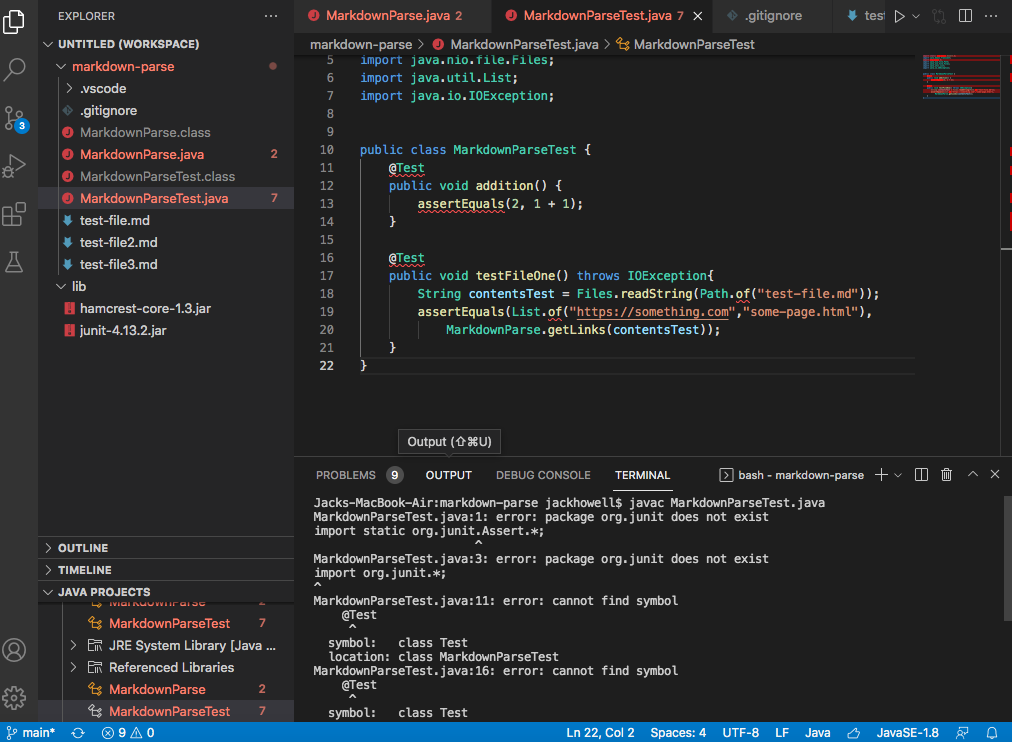 EXPLORER
UNTITLED (WORKSPACE)
markdown-parse
.vscode
.gitignore
MarkdownParse.class
MarkdownParse.java 2
MarkdownParseTest.class
MarkdownParseTest.java 7
test-file.md
test-file2.md
test-file3.md
lib
hamcrest-core-1.3.jar
junit-4.13.2.jar
OUTLINE
TIMELINE
JAVA PROJECTS
MarkdownParse 2
MarkdownParseTest 7
JRE System Library [Java ...
Referenced Libraries
MarkdownParse 2
MarkdownParseTest 7
3
MarkdownParse.java 2
MarkdownParseTest.java 7
.gitignore
test
markdown-parse > MarkdownParseTest.java > MarkdownParseTest
5 import java.nio.file.Files;
6 import java.util.List;
7 import java.io.IOException;
8
9
10 public class MarkdownParseTest {
11 @Test
12 public void addition() {
13 assertEquals(2, 1 + 1);
14 }
15
16 @Test
17 public void testFileOne() throws IOException{
18 String contentsTest = Files.readString(Path.of("test-file.md"));
19 assertEquals(List.of("https://something.com","some-page.html"),
20 MarkdownParse.getLinks(contentsTest));
21 }
22 }
Output (⇧⌘U)
PROBLEMS 9 OUTPUT DEBUG CONSOLE TERMINAL
bash - markdown-parse
Jacks-MacBook-Air:markdown-parse jackhowell$ javac MarkdownParseTest.java
MarkdownParseTest.java:1: error: package org.junit does not exist
import static org.junit.Assert.*;
^
MarkdownParseTest.java:3: error: package org.junit does not exist
import org.junit.*;
^
MarkdownParseTest.java:11: error: cannot find symbol
@Test
^
symbol: class Test
location: class MarkdownParseTest
MarkdownParseTest.java:16: error: cannot find symbol
@Test
^
symbol: class Test
main* 9 0 Ln 22, Col 2 Spaces: 4 UTF-8 LF Java JavaSE-1.8